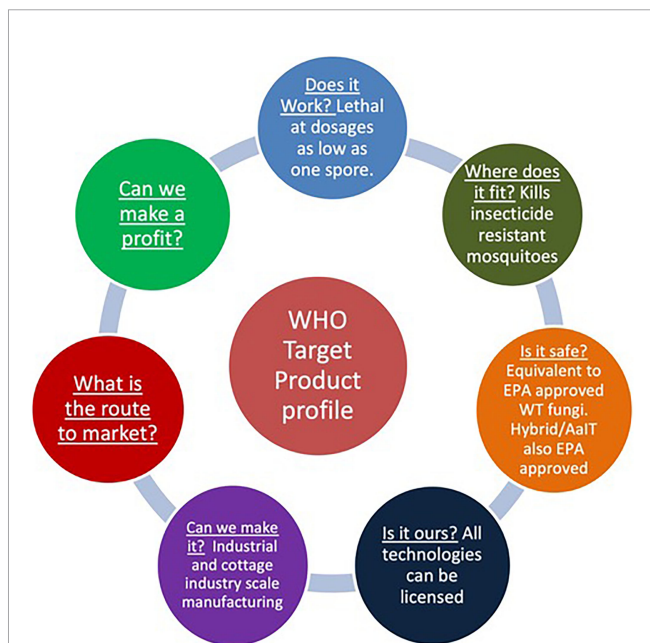 Does it
Work? Lethal
at dosages
as low as
one spore.
Where does
it fit? Kills
insecticide
resistant
mosquitoes
Is it safe?
Equivalent to
EPA approved
WT fungi.
Hybrid/AaIT
also EPA
approved
Is it ours? All
technologies
can be
licensed
Can we make
it? Industrial
and cottage
industry scale
manufacturing
What is
the route
to market?
Can we
make a
profit?
WHO
Target
Product
profile